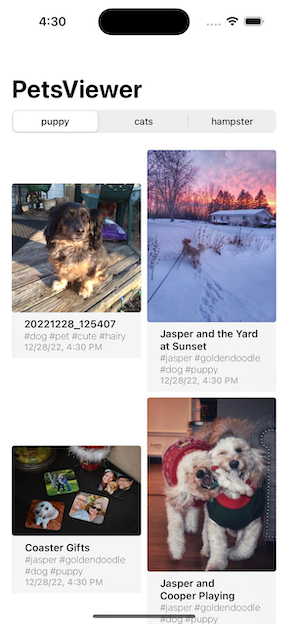 4:30
PetsViewer
puppy
cats
hampster
20221228_125407
#dog #pet #cute #hairy
12/28/22, 4:30 PM
Jasper and the Yard
at Sunset
#jasper #goldendoodle
#dog #puppy
12/28/22, 4:30 PM
Coaster Gifts
#jasper #goldendoodle
#dog #puppy
12/28/22, 4:30 PM
Jasper and
Cooper Playing
#jasper #goldendoodle
#dog #puppy